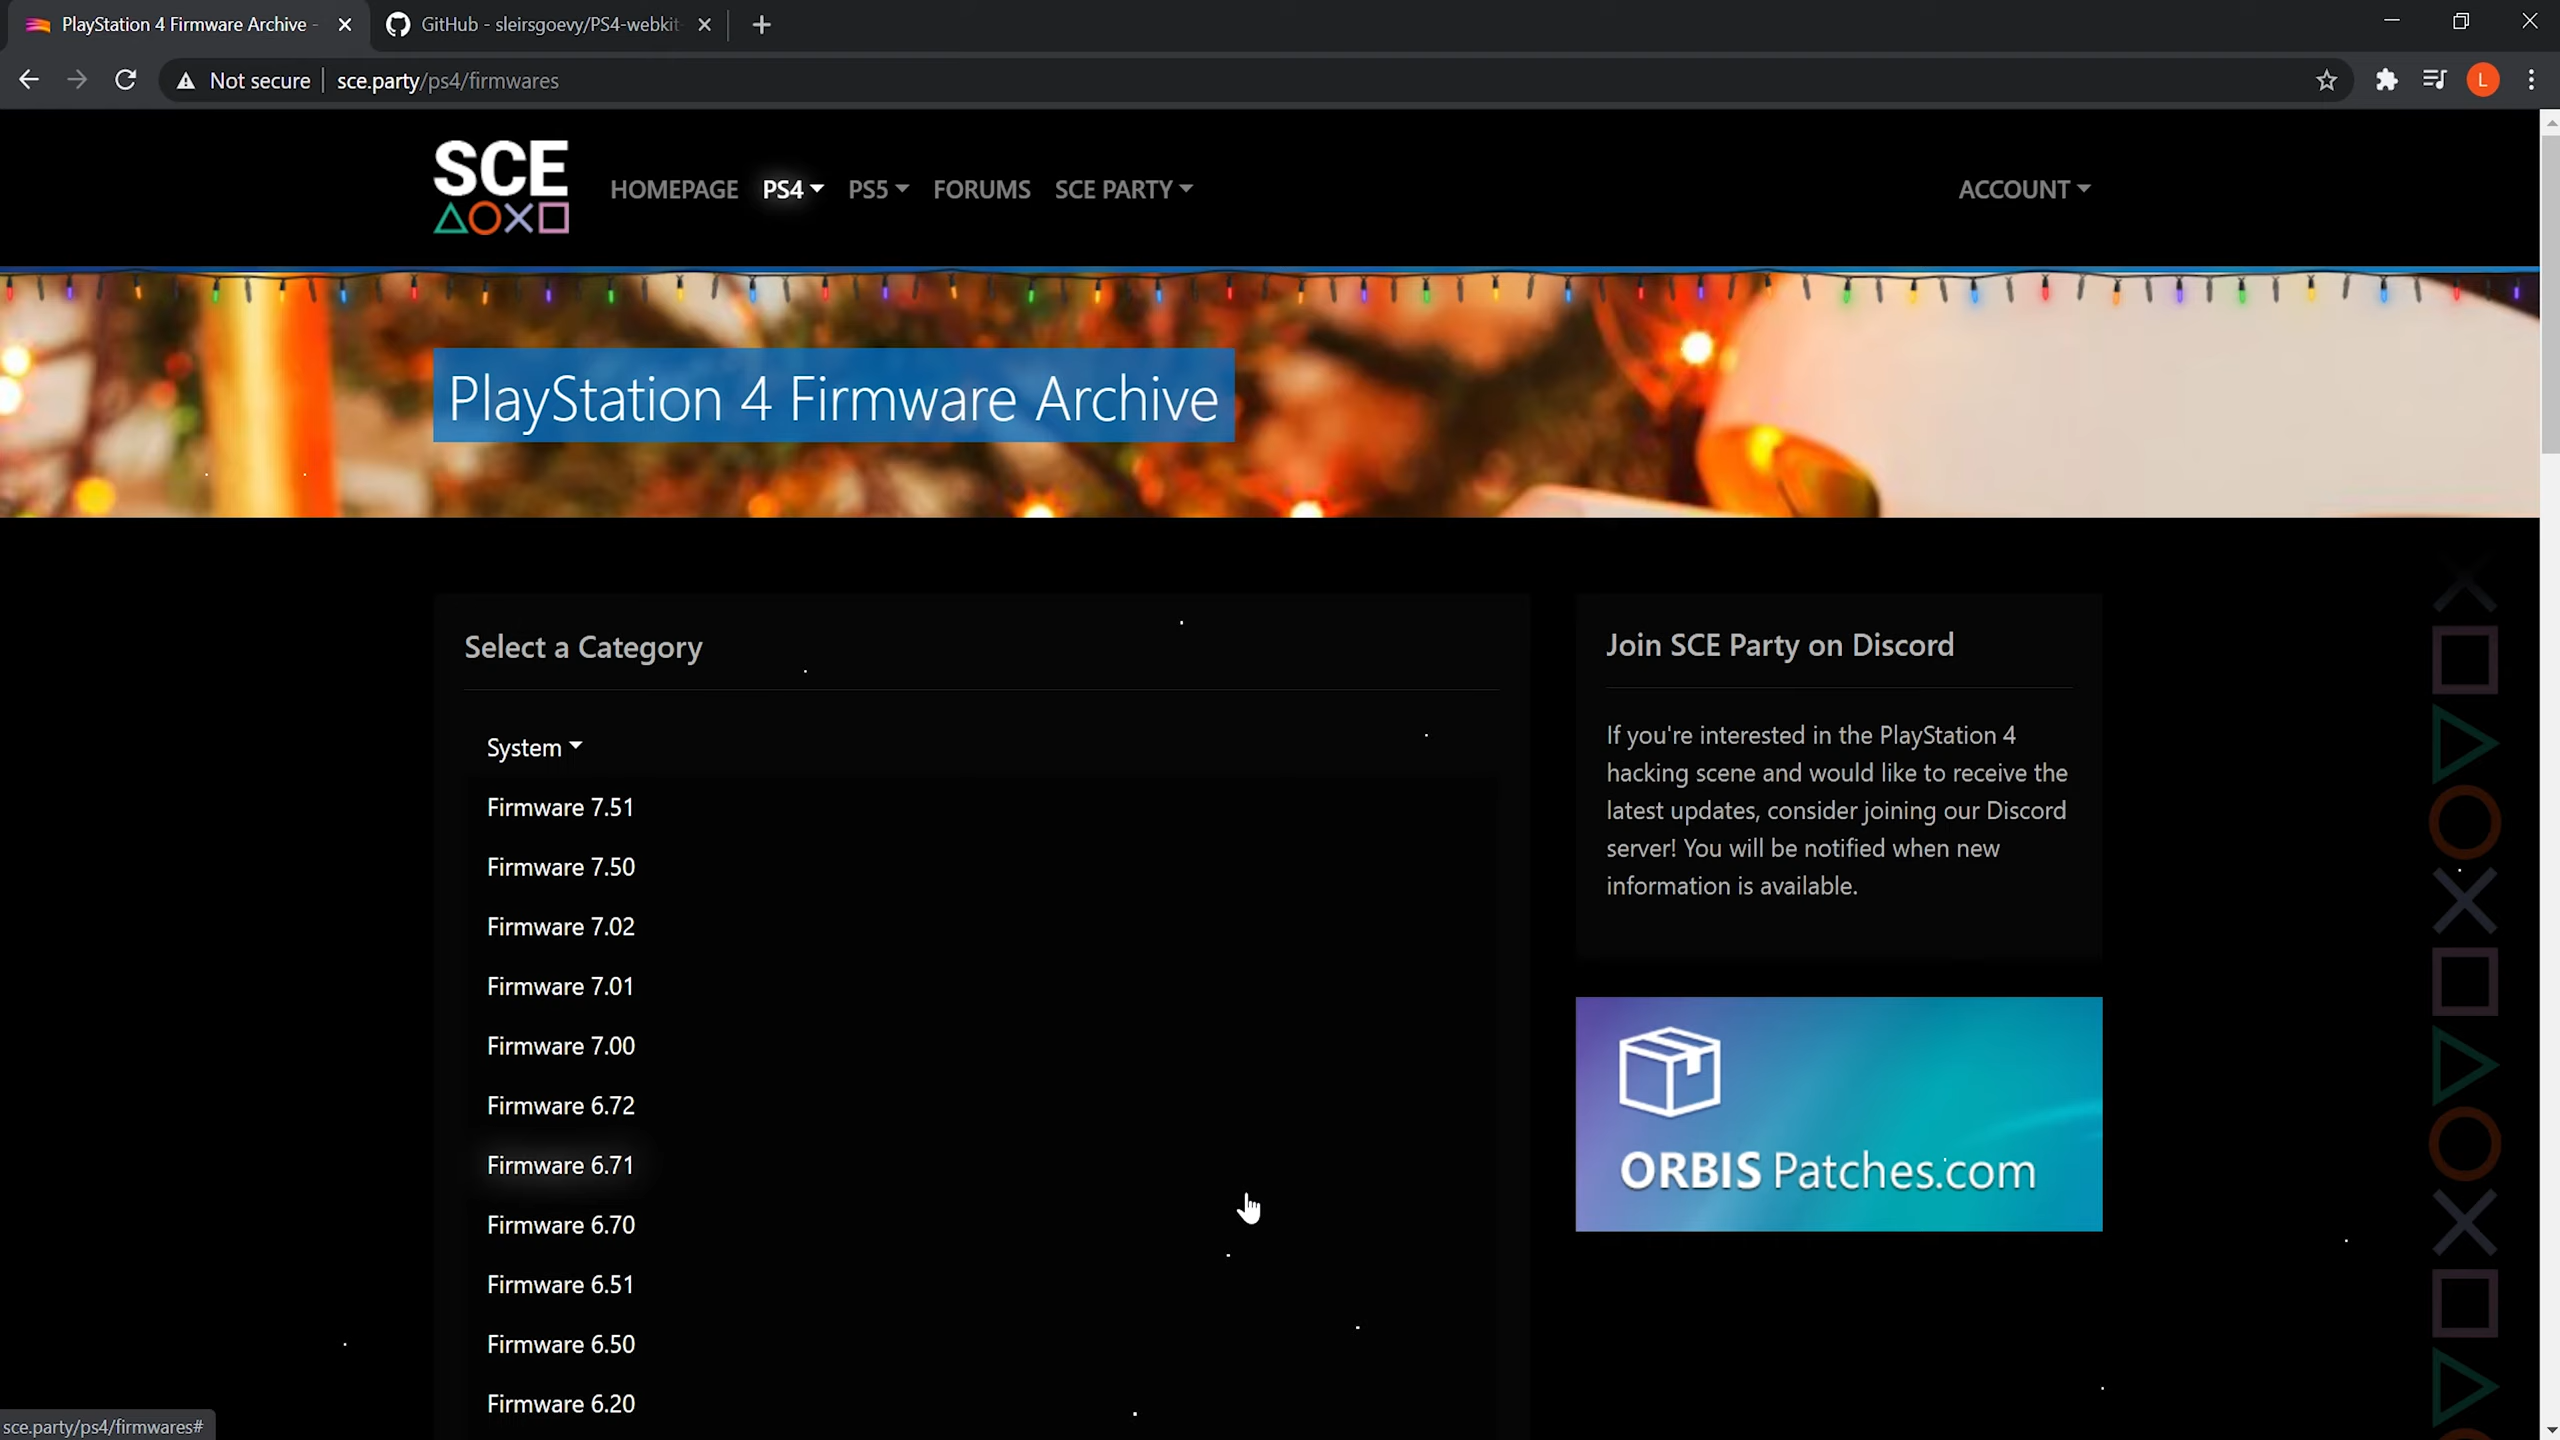 PlayStation 4 Firmware Archive -
GitHub - sleirsgoevy/PS4-webkit
Not secure
sce.party/ps4/firmwares
L
SCE
HOMEPAGE
PS4
PS5
FORUMS
SCE PARTY
ACCOUNT
PlayStation 4 Firmware Archive
Select a Category
System
Firmware 7.51
Firmware 7.50
Firmware 7.02
Firmware 7.01
Firmware 7.00
Firmware 6.72
Firmware 6.71
Firmware 6.70
Firmware 6.51
Firmware 6.50
Firmware 6.20
Join SCE Party on Discord
If you're interested in the PlayStation 4
hacking scene and would like to receive the
latest updates, consider joining our Discord
server! You will be notified when new
information is available.
ORBIS Patches.com
sce.party/ps4/firmwares#